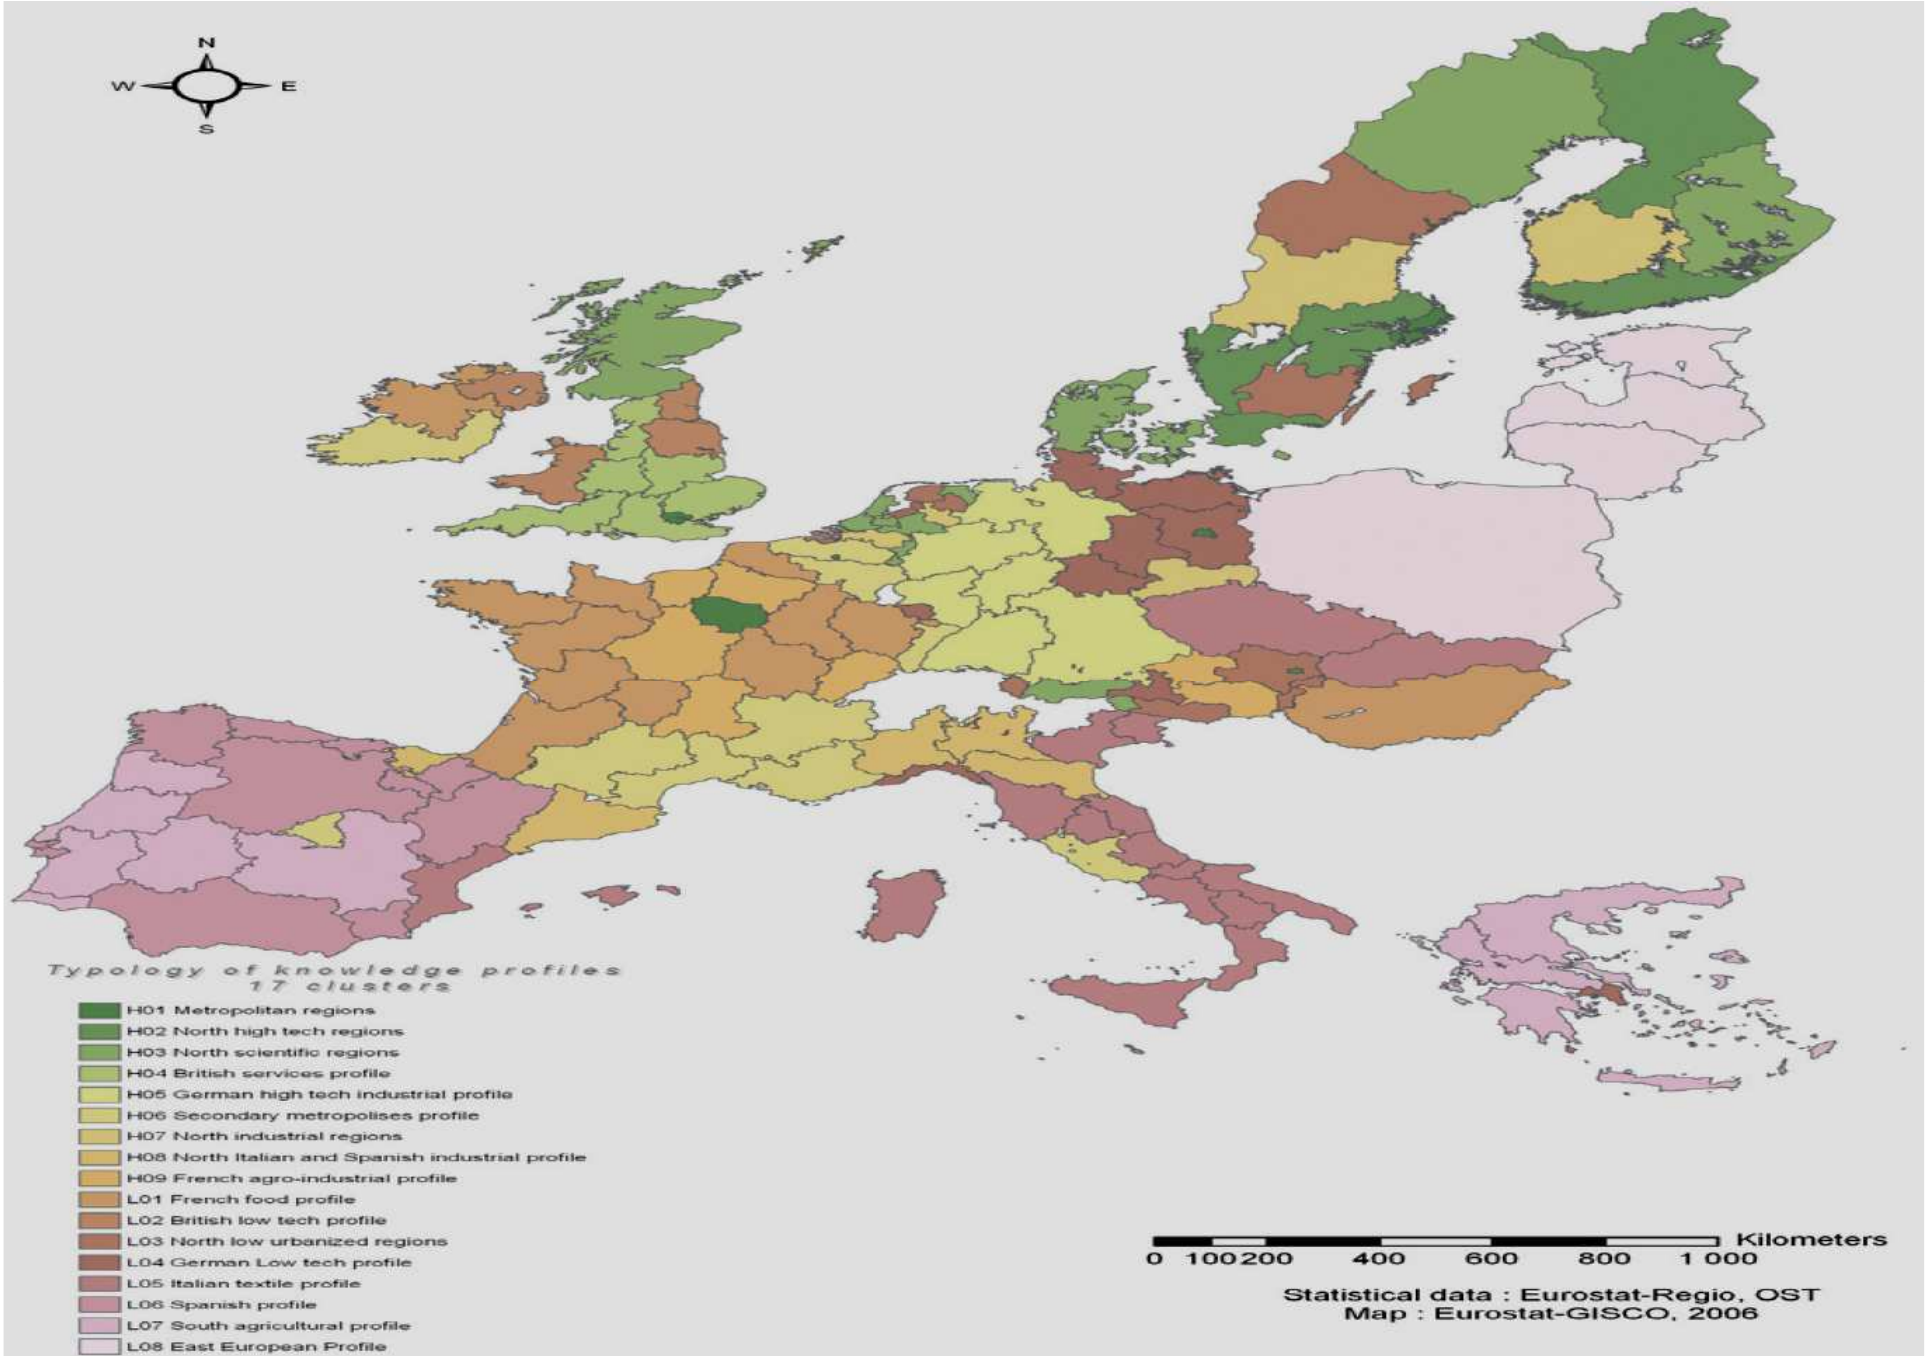 N
W E
S
Typology of knowledge profiles
17 clusters
H01 Metropolitan regions
H02 North high tech regions
H03 North scientific regions
H04 British services profile
H05 German high tech industrial profile
H06 Secondary metropolises profile
H07 North industrial regions
H08 North Italian and Spanish industrial profile
H09 French agro-industrial profile
L01 French food profile
L02 British low tech profile
L03 North low urbanized regions
L04 German Low tech profile
L05 Italian textile profile
L06 Spanish profile
L07 South agricultural profile
L08 East European Profile
Kilometers
0 100 200 400 600 800 1 000
Statistical data : Eurostat-Regio, OST
Map : Eurostat-GISCO, 2006